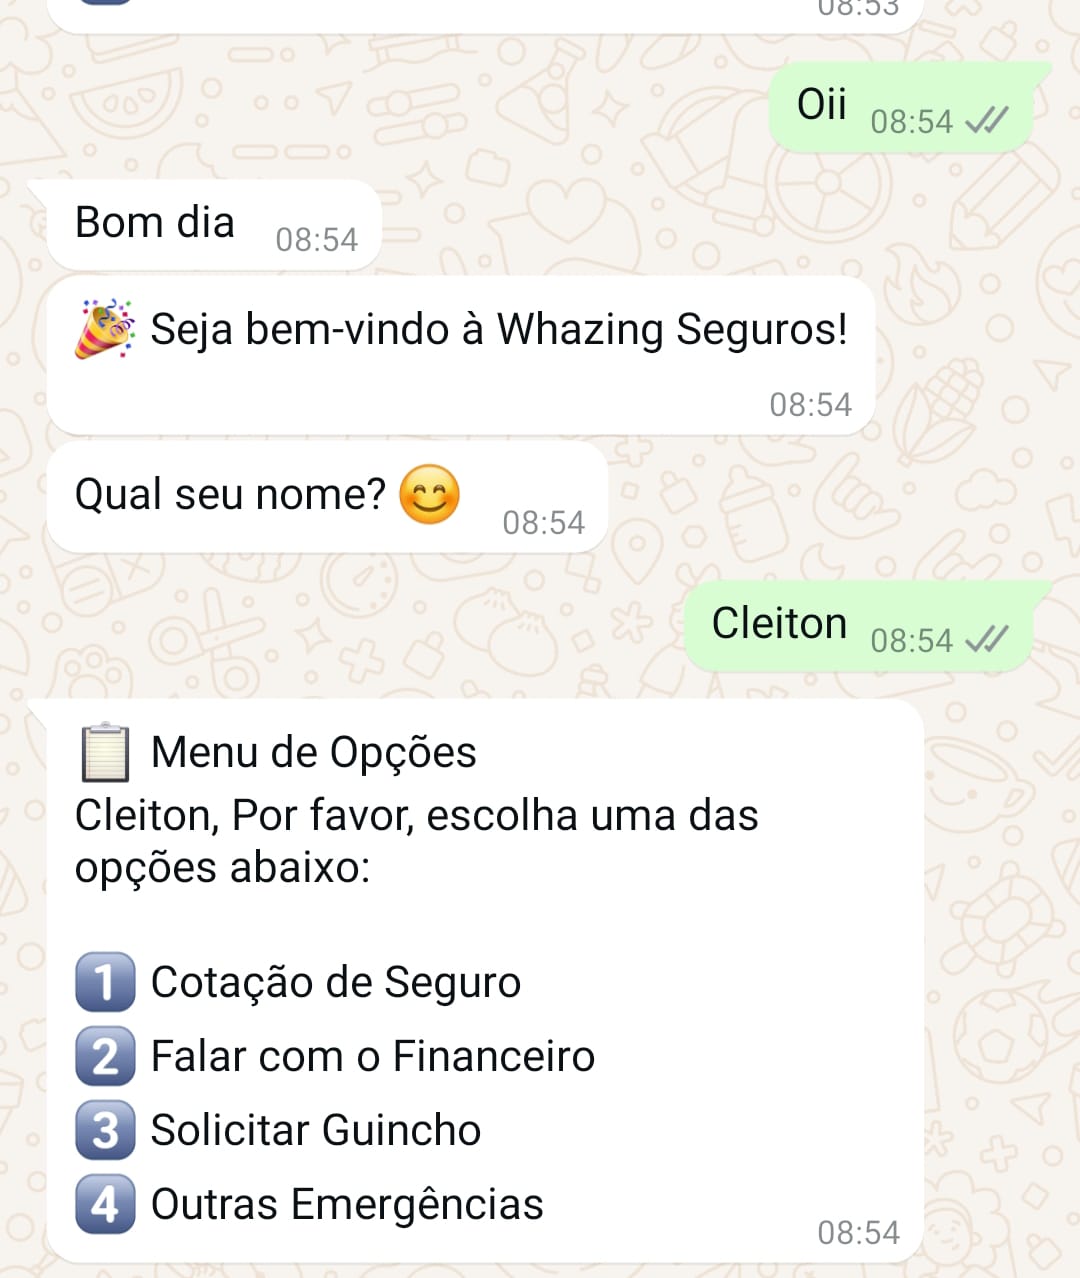 08:53
Oii 08:54
Bom dia 08:54
🎉 Seja bem-vindo à Whazing Seguros!
08:54
Qual seu nome? 😊 08:54
Cleiton 08:54
📋 Menu de Opções
Cleiton, Por favor, escolha uma das
opções abaixo:
1️⃣ Cotação de Seguro
2️⃣ Falar com o Financeiro
3️⃣ Solicitar Guincho
4️⃣ Outras Emergências
08:54